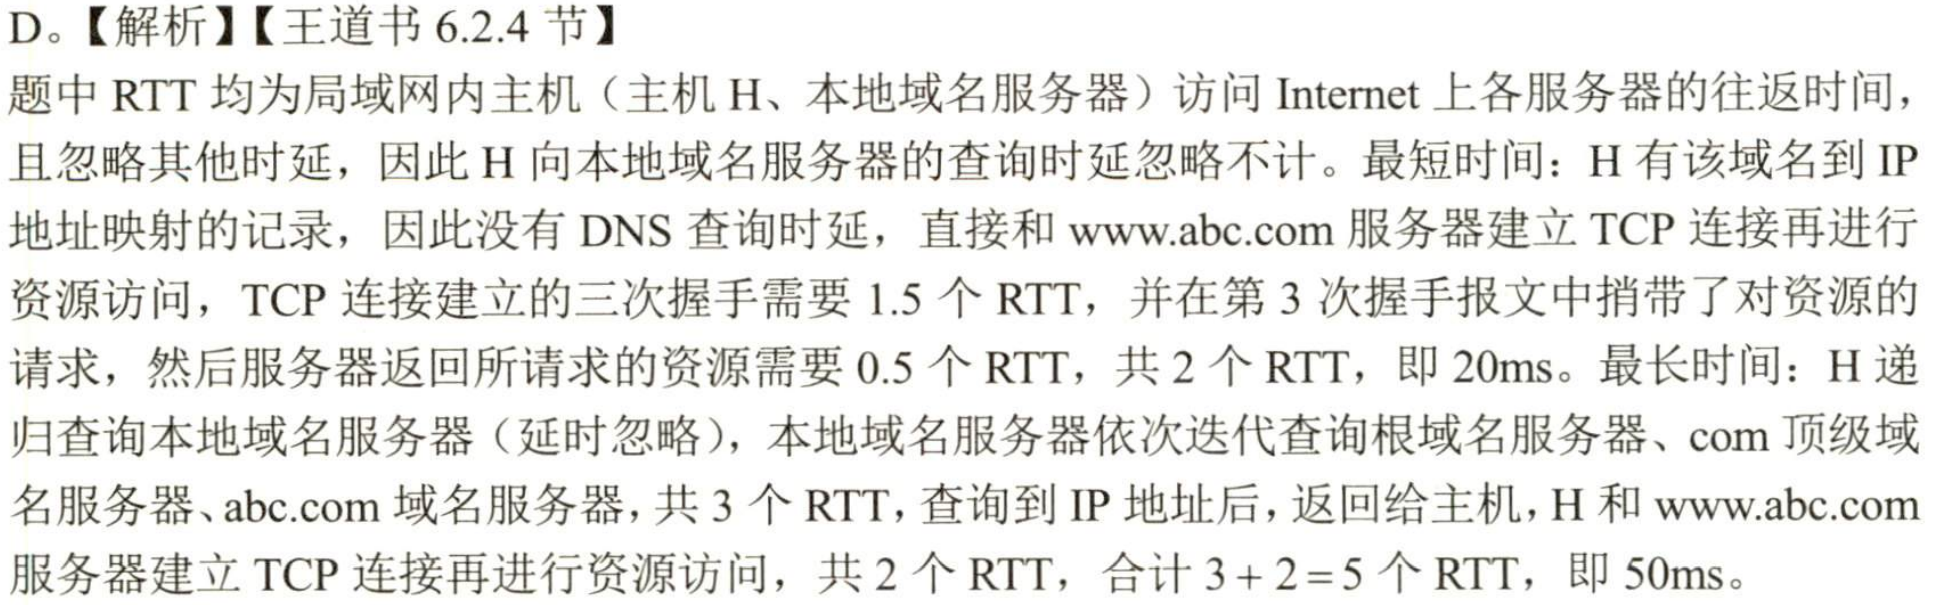 D。【解析】【王道书 6.2.4 节】
题中 RTT 均为局域网内主机（主机 H、本地域名服务器）访问 Internet 上各服务器的往返时间，
且忽略其他时延，因此 H 向本地域名服务器的查询时延忽略不计。最短时间：H 有该域名到 IP
地址映射的记录，因此没有 DNS 查询时延，直接和 www.abc.com 服务器建立 TCP 连接再进行
资源访问，TCP 连接建立的三次握手需要 1.5 个 RTT，并在第 3 次握手报文中捎带了对资源的
请求，然后服务器返回所请求的资源需要 0.5 个 RTT，共 2 个 RTT，即 20ms。最长时间：H 递
归查询本地域名服务器（延时忽略），本地域名服务器依次迭代查询根域名服务器、com 顶级域
名服务器、abc.com 域名服务器，共 3 个 RTT，查询到 IP 地址后，返回给主机，H 和 www.abc.com
服务器建立 TCP 连接再进行资源访问，共 2 个 RTT，合计 3 + 2 = 5 个 RTT，即 50ms。